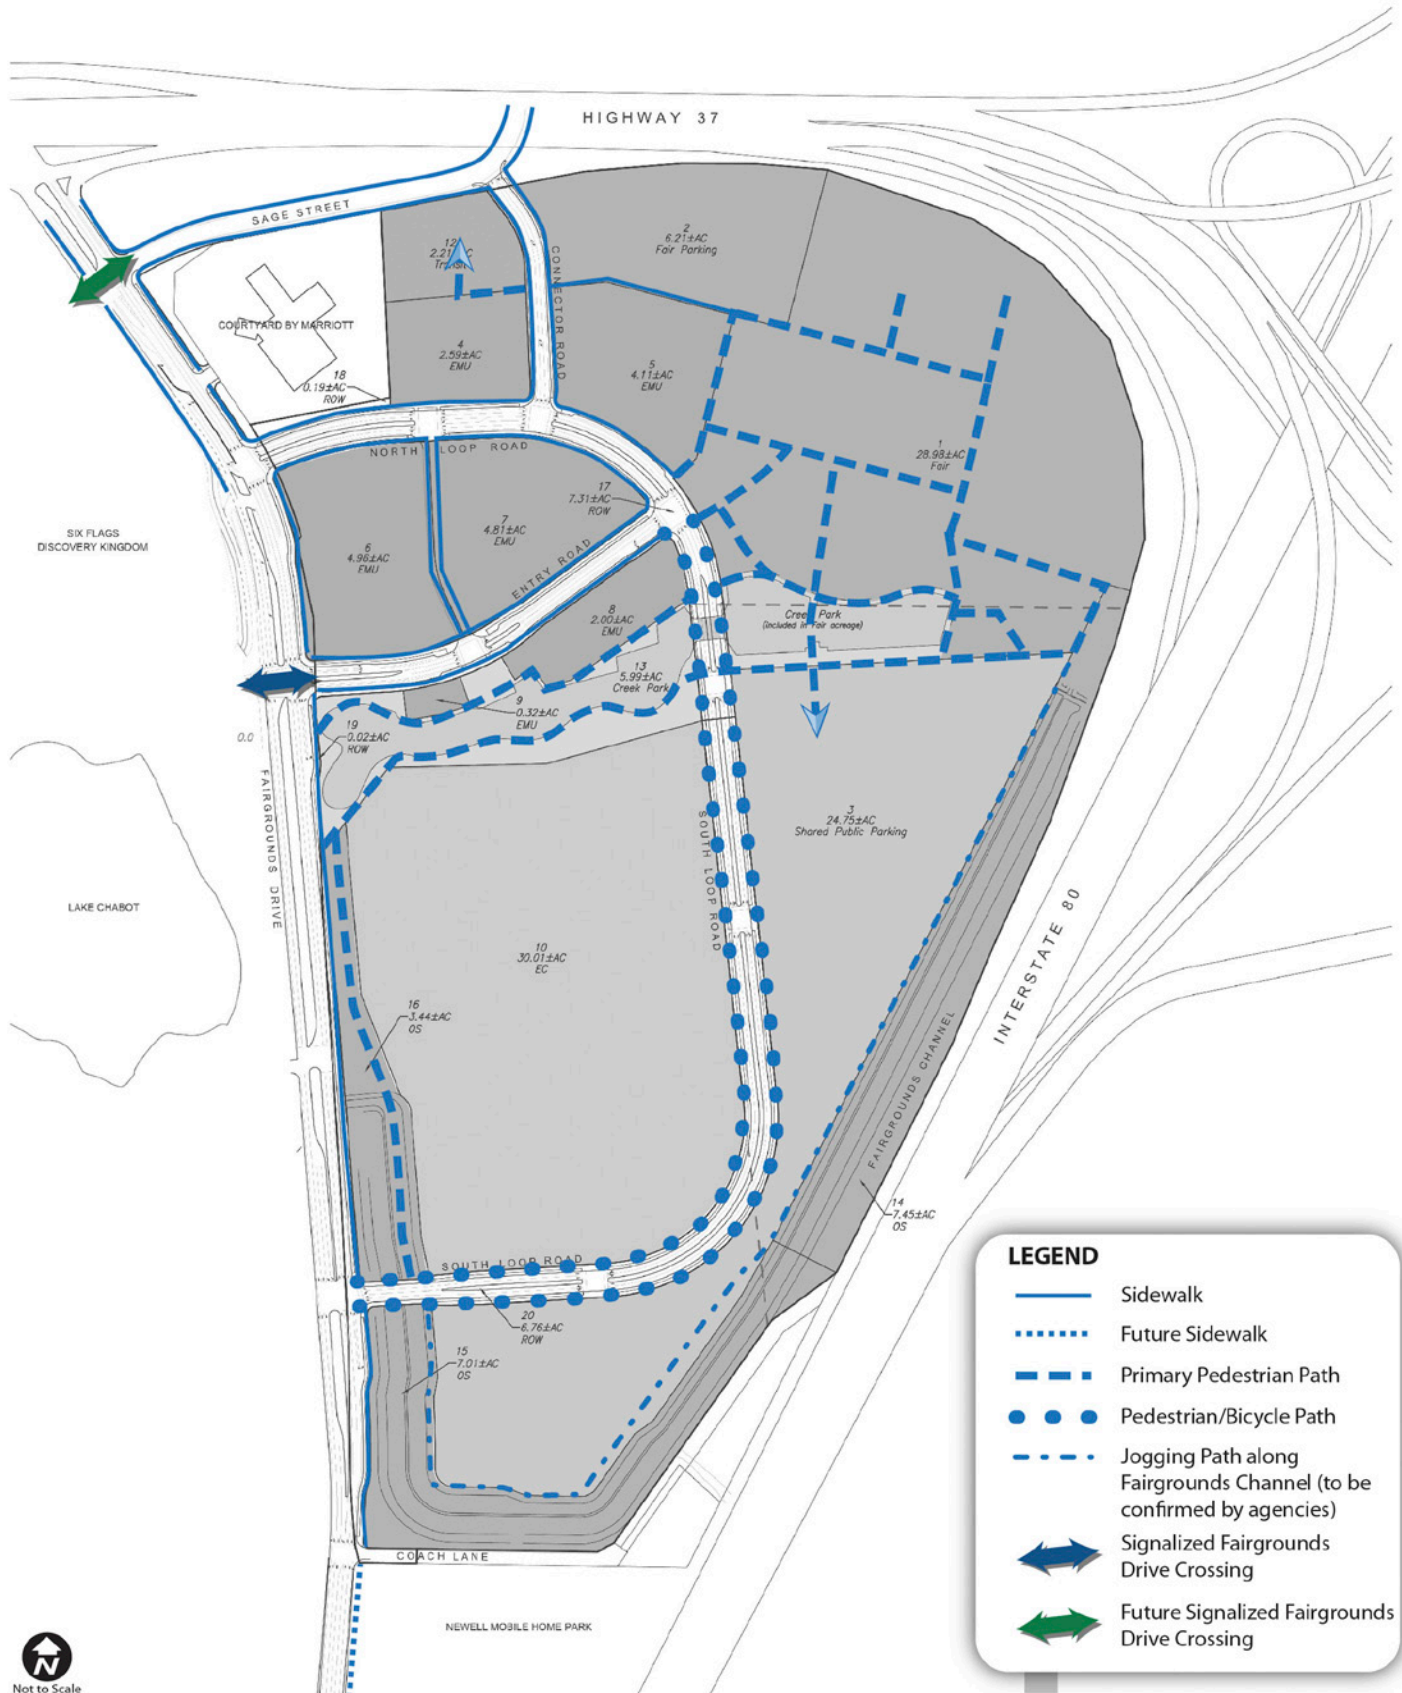 HIGHWAY 37
SAGE STREET
2
6.21±AC
Fair Parking
12
CONNECTOR ROAD
COURTYARD BY MARRIOTT
4
2.59±AC
EMU
5
4.11±AC
EMU
18
0.19±AC
ROW
1
28.98±AC
Fair
NORTH LOOP ROAD
17
7.31±AC
ROW
SIX FLAGS
DISCOVERY KINGDOM
7
4.81±AC
EMU
6
4.96±AC
EMU
ENTRY ROAD
8
2.00±AC
EMU
Creek Park
(included in Fair acreage)
13
5.99±AC
Creek Park
9
0.32±AC
EMU
19
0.02±AC
ROW
0.0
FAIRGROUNDS DRIVE
SOUTH LOOP ROAD
3
24.75±AC
Shared Public Parking
LAKE CHABOT
INTERSTATE 80
10
30.01±AC
EC
16
3.44±AC
OS
FAIRGROUNDS CHANNEL
14
7.45±AC
OS
SOUTH LOOP ROAD
20
6.76±AC
ROW
15
7.01±AC
OS
COACH LANE
NEWELL MOBILE HOME PARK
LEGEND
Sidewalk
Future Sidewalk
Primary Pedestrian Path
Pedestrian/Bicycle Path
Jogging Path along
Fairgrounds Channel (to be
confirmed by agencies)
Signalized Fairgrounds
Drive Crossing
Future Signalized Fairgrounds
Drive Crossing
N
Not to Scale